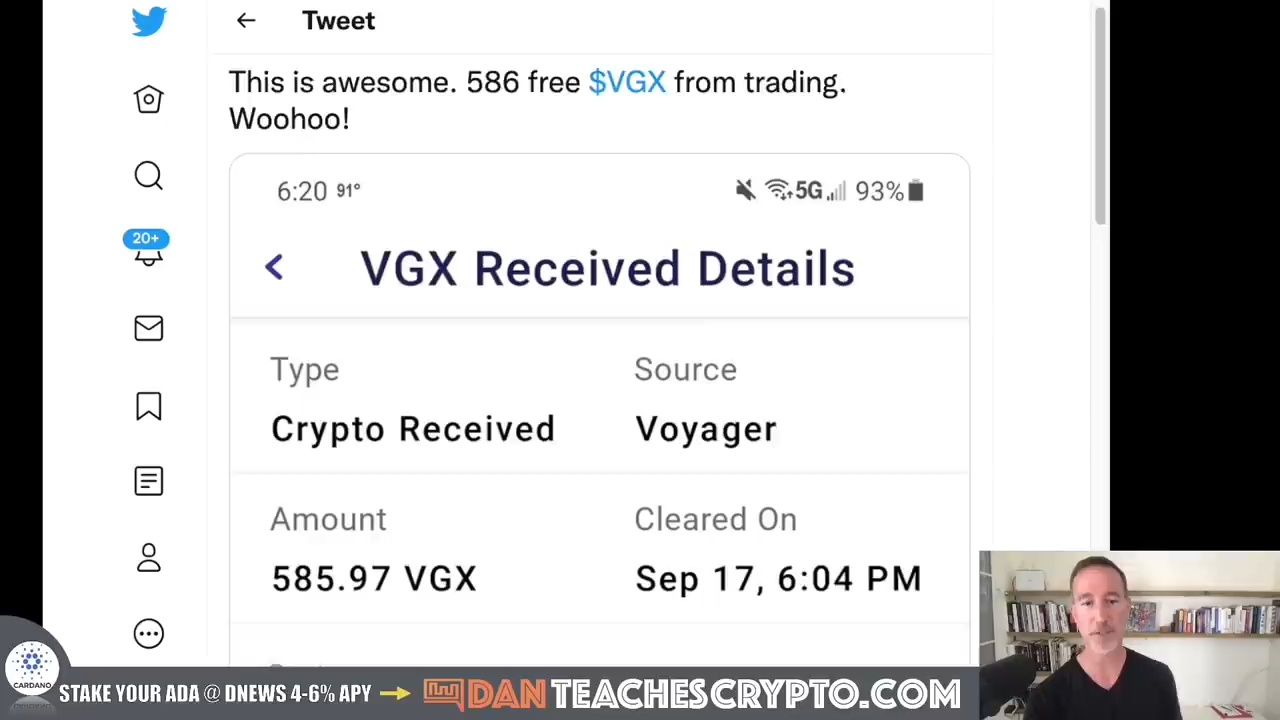 Tweet
This is awesome. 586 free $VGX from trading.
Woohoo!
6:20 91° 5G 93%
VGX Received Details
20+
Type Source
Crypto Received Voyager
Amount Cleared On
585.97 VGX Sep 17, 6:04 PM
CARDANO
STAKE YOUR ADA @ DNEWS 4-6% APY DANTEACHESCRYPTO.COM